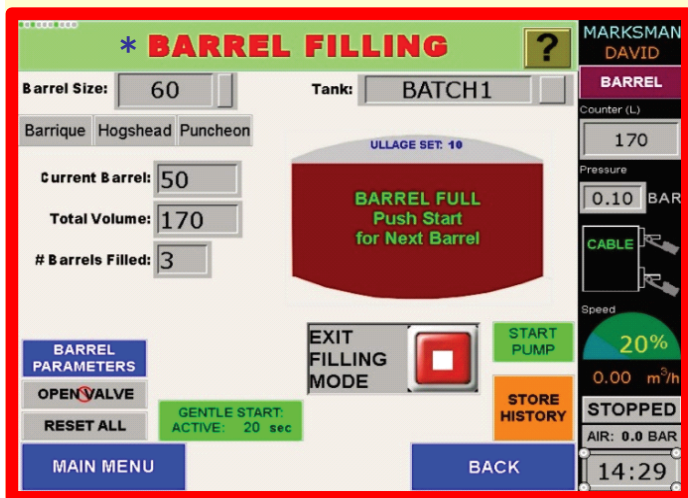 * BARREL FILLING
?
MARKSMAN
DAVID
Barrel Size: 60
Tank: BATCH1
BARREL
Barrique Hogshead Puncheon
Counter (L)
170
ULLAGE SET: 10
Current Barrel: 50
Total Volume: 170
# Barrels Filled: 3
BARREL FULL
Push Start
for Next Barrel
Pressure
0.10 BAR
CABLE
Speed
20%
0.00 m³/h
EXIT
FILLING
MODE
START
PUMP
BARREL
PARAMETERS
OPEN VALVE
RESET ALL
GENTLE START:
ACTIVE: 20 sec
STORE
HISTORY
STOPPED
AIR: 0.0 BAR
MAIN MENU
BACK
14:29